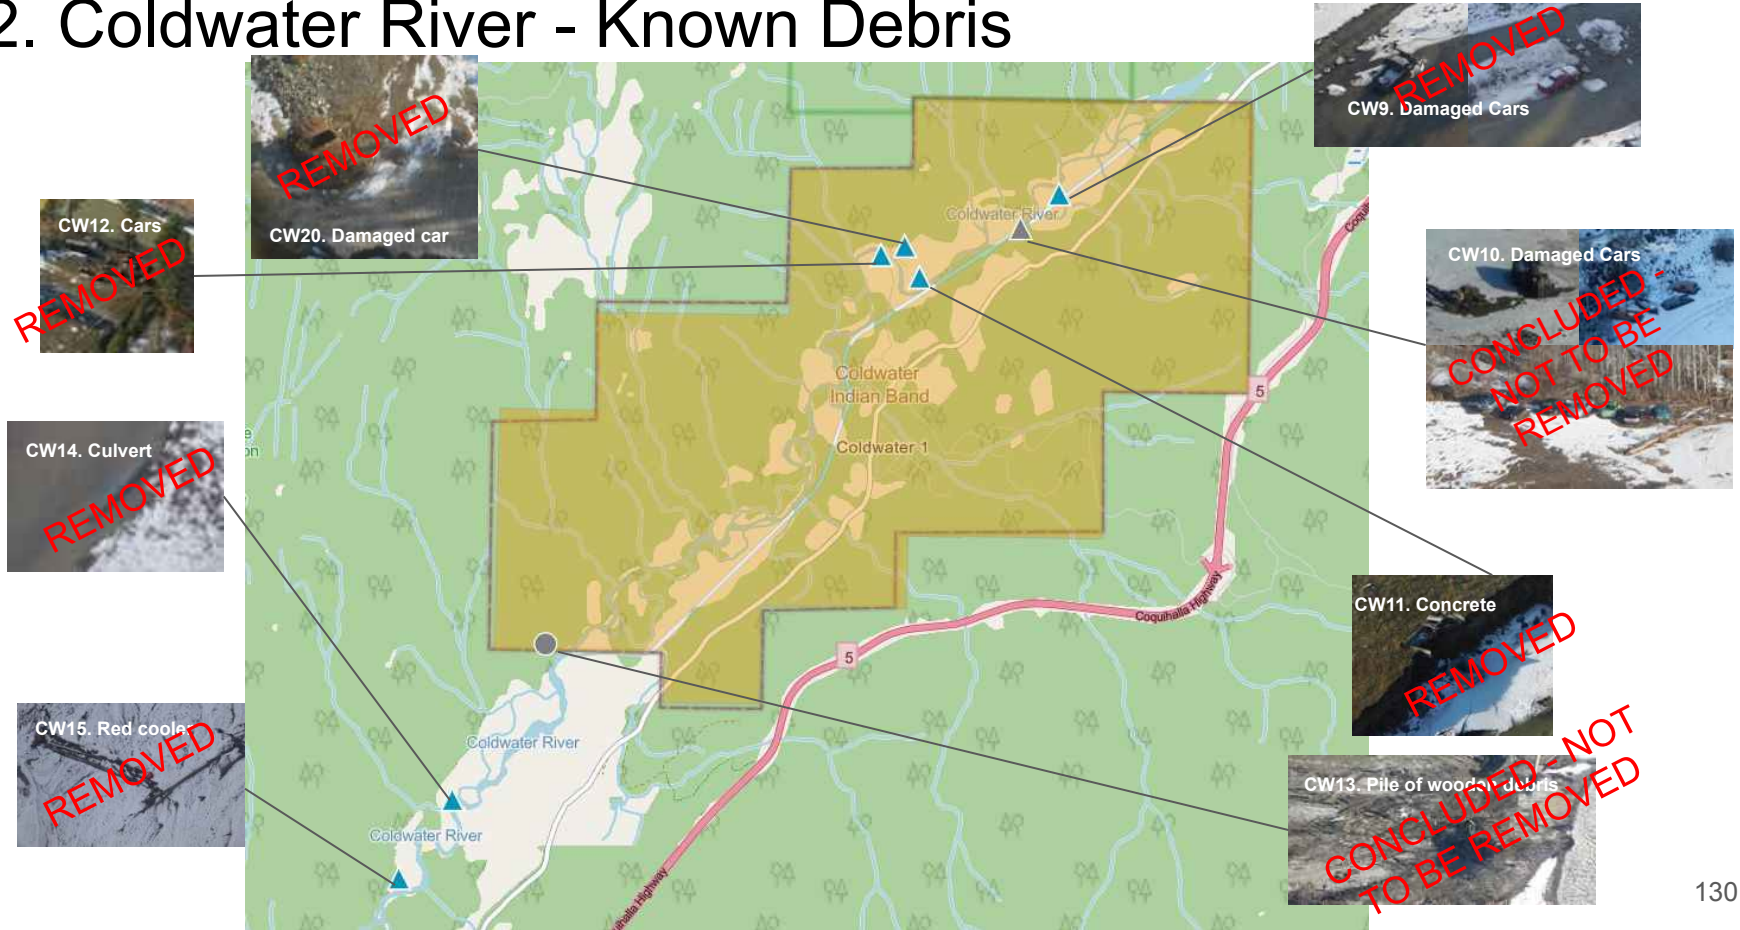 2. Coldwater River - Known Debris
REMOVED
CW20. Damaged car
REMOVED
CW9. Damaged Cars
CW12. Cars
REMOVED
CW10. Damaged Cars
CONCLUDED -
NOT TO BE
REMOVED
CW14. Culvert
REMOVED
CW11. Concrete
REMOVED
CW15. Red cooler
REMOVED
CW13. Pile of wooden debris
CONCLUDED - NOT
TO BE REMOVED
Coldwater River
Coldwater
Indian Band
Coldwater 1
Coldwater River
Coldwater River
5
5
Coquihalla Highway
130